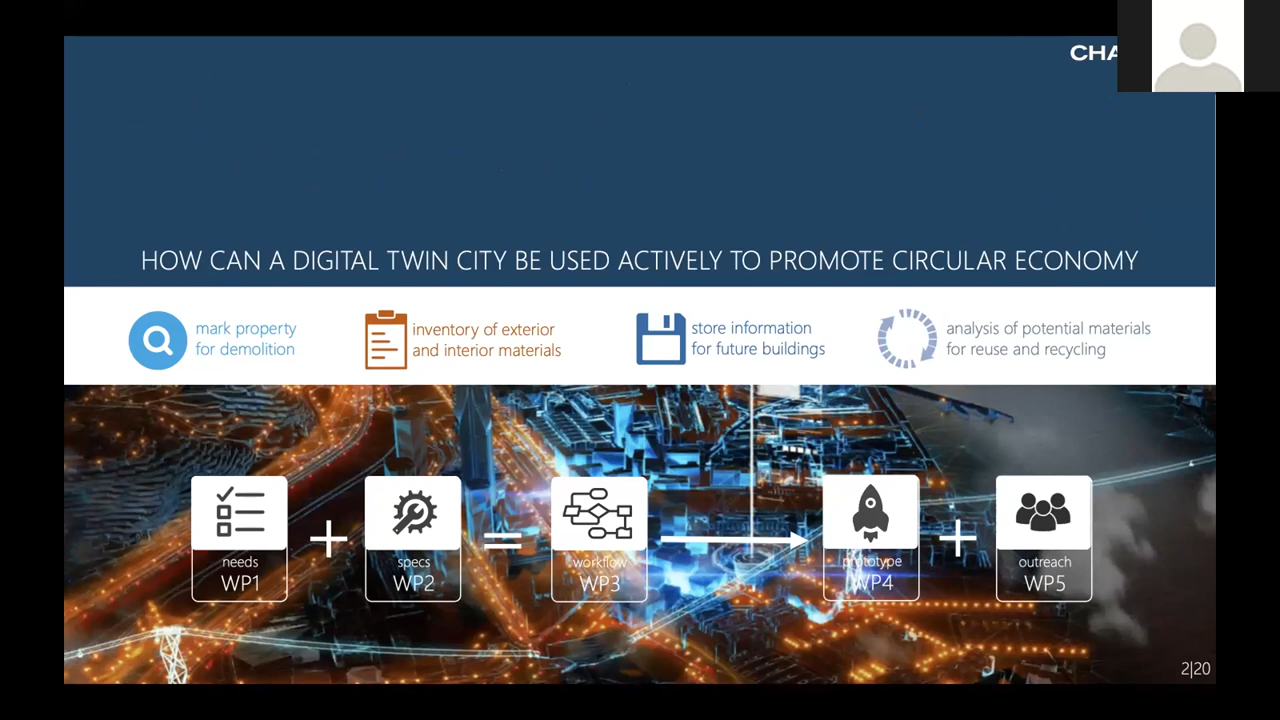 CHA
HOW CAN A DIGITAL TWIN CITY BE USED ACTIVELY TO PROMOTE CIRCULAR ECONOMY
mark property
for demolition
inventory of exterior
and interior materials
store information
for future buildings
analysis of potential materials
for reuse and recycling
needs
WP1
specs
WP2
workflow
WP3
prototype
WP4
outreach
WP5
2|20